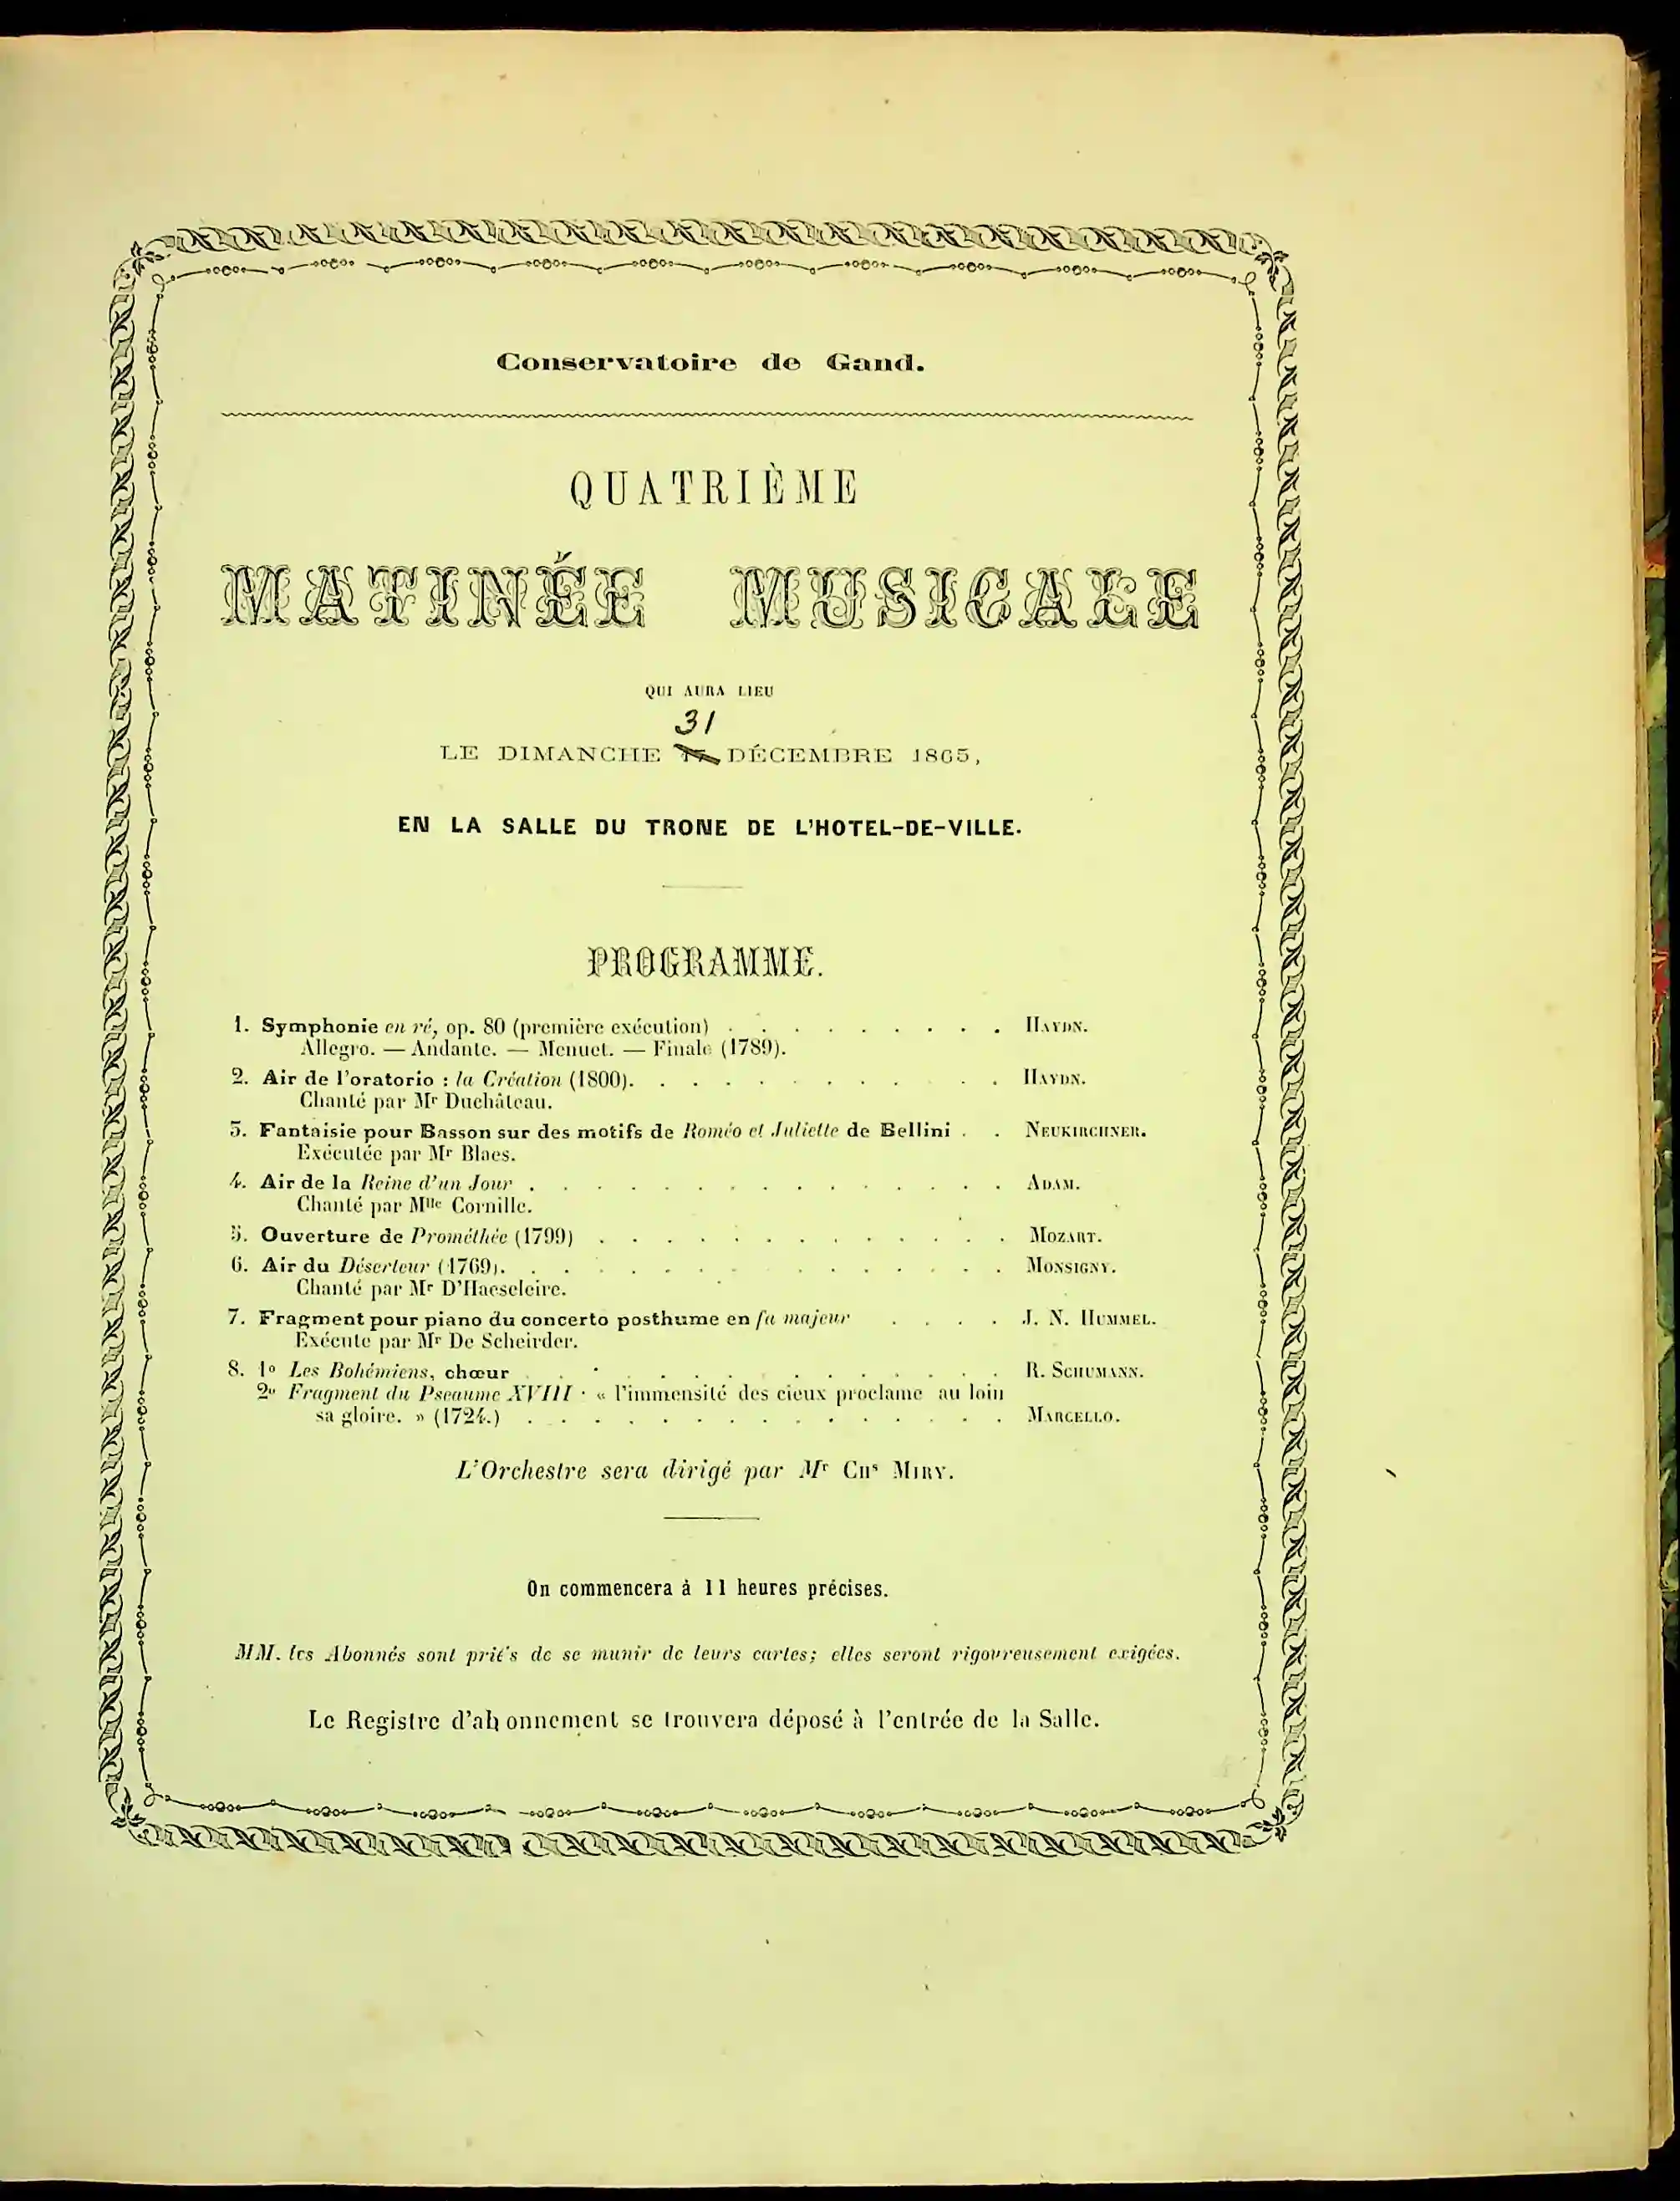 Conservatoire de Gand.
QUATRIÈME
MATINÉE MUSICALE
QUI AURA LIEU
31
LE DIMANCHE DÉCEMBRE 1865,
EN LA SALLE DU TRONE DE L'HOTEL-DE-VILLE.
PROGRAMME.
1. Symphonie en ré, op. 80 (première exécution) . . . . . . . . . HAYDN.
Allegro. — Andante. — Menuet. — Finale (1789).
2. Air de l'oratorio : la Création (1800). . . . . . . . . . . . HAYDN.
Chanté par Mr Duchâteau.
3. Fantaisie pour Basson sur des motifs de Roméo et Juliette de Bellini . . NEUKIRCHNER.
Exécutée par Mr Blaes.
4. Air de la Reine d'un Jour . . . . . . . . . . . . . . . ADAM.
Chanté par Mlle Cornille.
5. Ouverture de Prométhée (1799) . . . . . . . . . . . . . MOZART.
6. Air du Déserteur (1769). . . . . . . . . . . . . . . . MONSIGNY.
Chanté par Mr D'Haeseleire.
7. Fragment pour piano du concerto posthume en fa majeur . . . . J. N. HUMMEL.
Exécute par Mr De Scheirder.
8. 1o Les Bohémiens, chœur . . . . . . . . . . . . . . . R. SCHUMANN.
2o Fragment du Pseaume XVIII : « l'immensité des cieux proclame au loin
sa gloire. » (1724.) . . . . . . . . . . . . . . . MARCELLO.
L'Orchestre sera dirigé par Mr CHs MIRY.
On commencera à 11 heures précises.
MM. les Abonnés sont priés de se munir de leurs cartes; elles seront rigoureusement exigées.
Le Registre d'abonnement se trouvera déposé à l'entrée de la Salle.